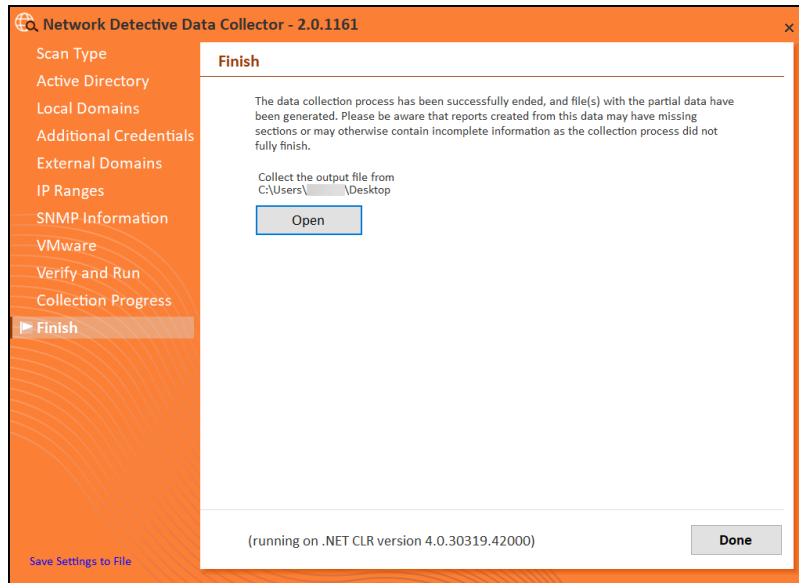 Network Detective Data Collector - 2.0.1161
Scan Type
Active Directory
Local Domains
Additional Credentials
External Domains
IP Ranges
SNMP Information
VMware
Verify and Run
Collection Progress
Finish
Save Settings to File
Finish
The data collection process has been successfully ended, and file(s) with the partial data have
been generated. Please be aware that reports created from this data may have missing
sections or may otherwise contain incomplete information as the collection process did not
fully finish.
Collect the output file from
C:\Users\ \Desktop
Open
(running on .NET CLR version 4.0.30319.42000)
Done